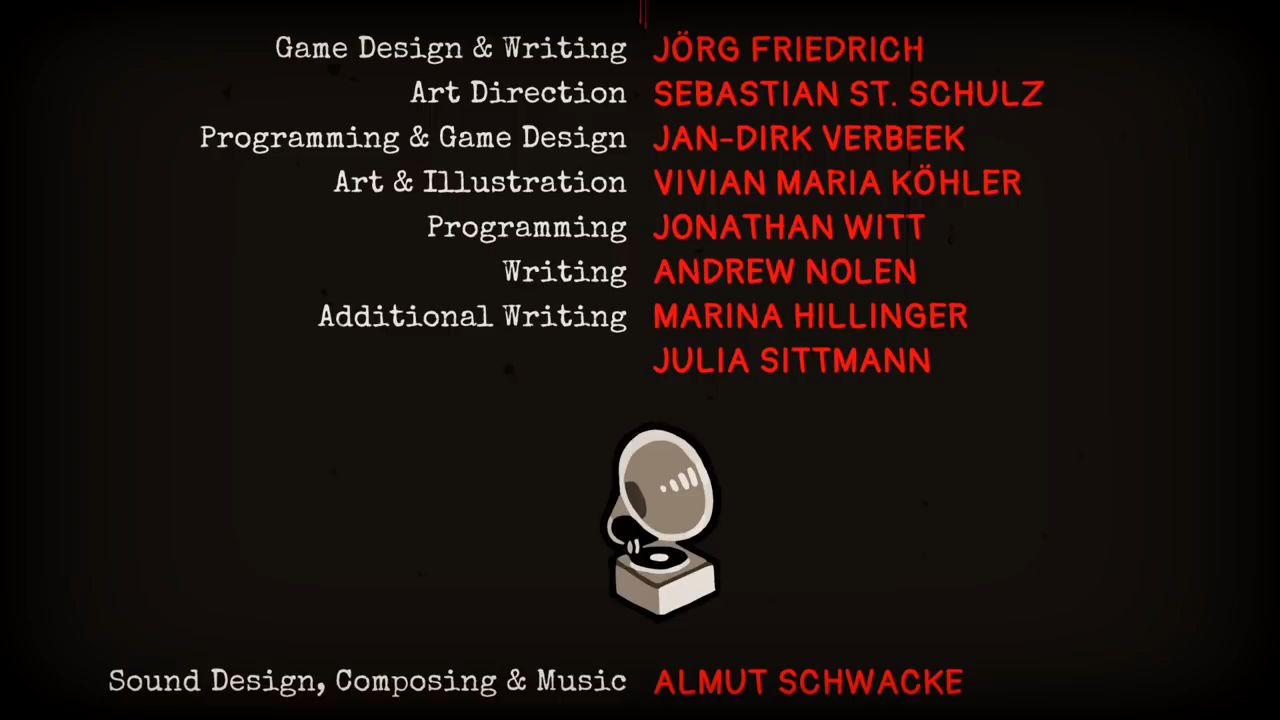 Game Design & Writing JÖRG FRIEDRICH
Art Direction SEBASTIAN ST. SCHULZ
Programming & Game Design JAN-DIRK VERBEEK
Art & Illustration VIVIAN MARIA KÖHLER
Programming JONATHAN WITT
Writing ANDREW NOLEN
Additional Writing MARINA HILLINGER
JULIA SITTMANN
Sound Design, Composing & Music ALMUT SCHWACKE